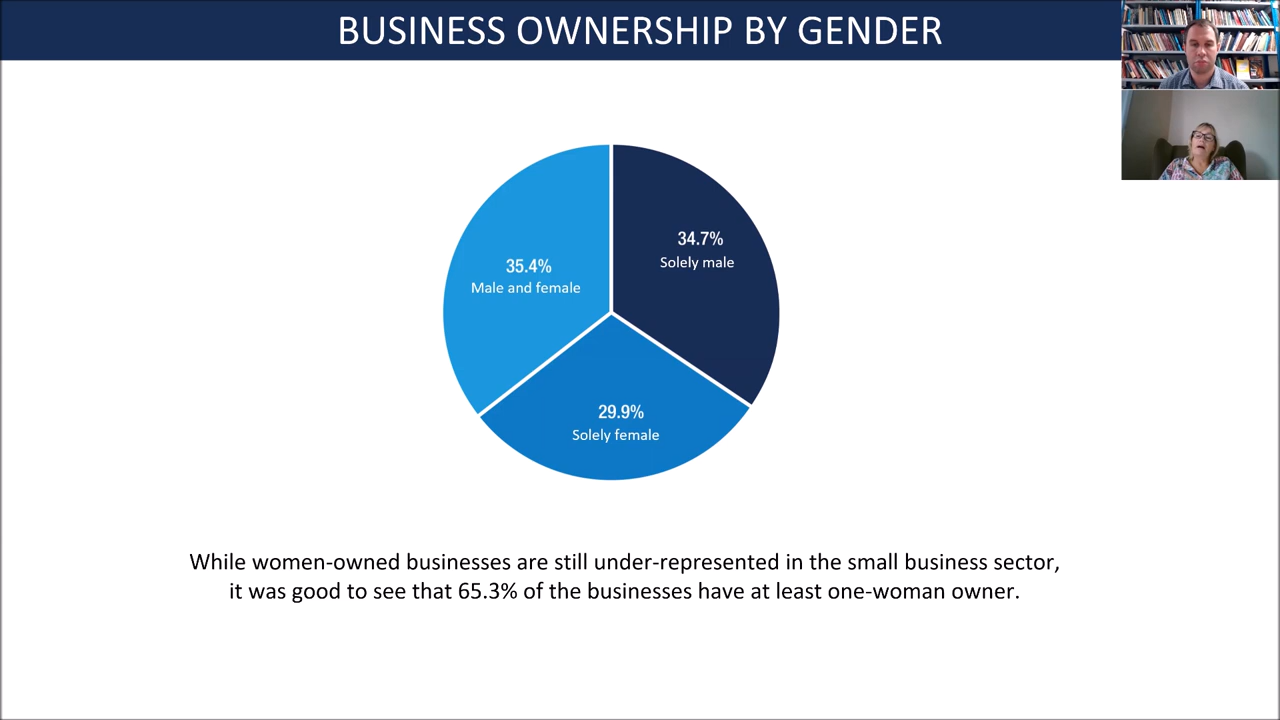 BUSINESS OWNERSHIP BY GENDER
34.7%
Solely male
35.4%
Male and female
29.9%
Solely female
While women-owned businesses are still under-represented in the small business sector,
it was good to see that 65.3% of the businesses have at least one-woman owner.